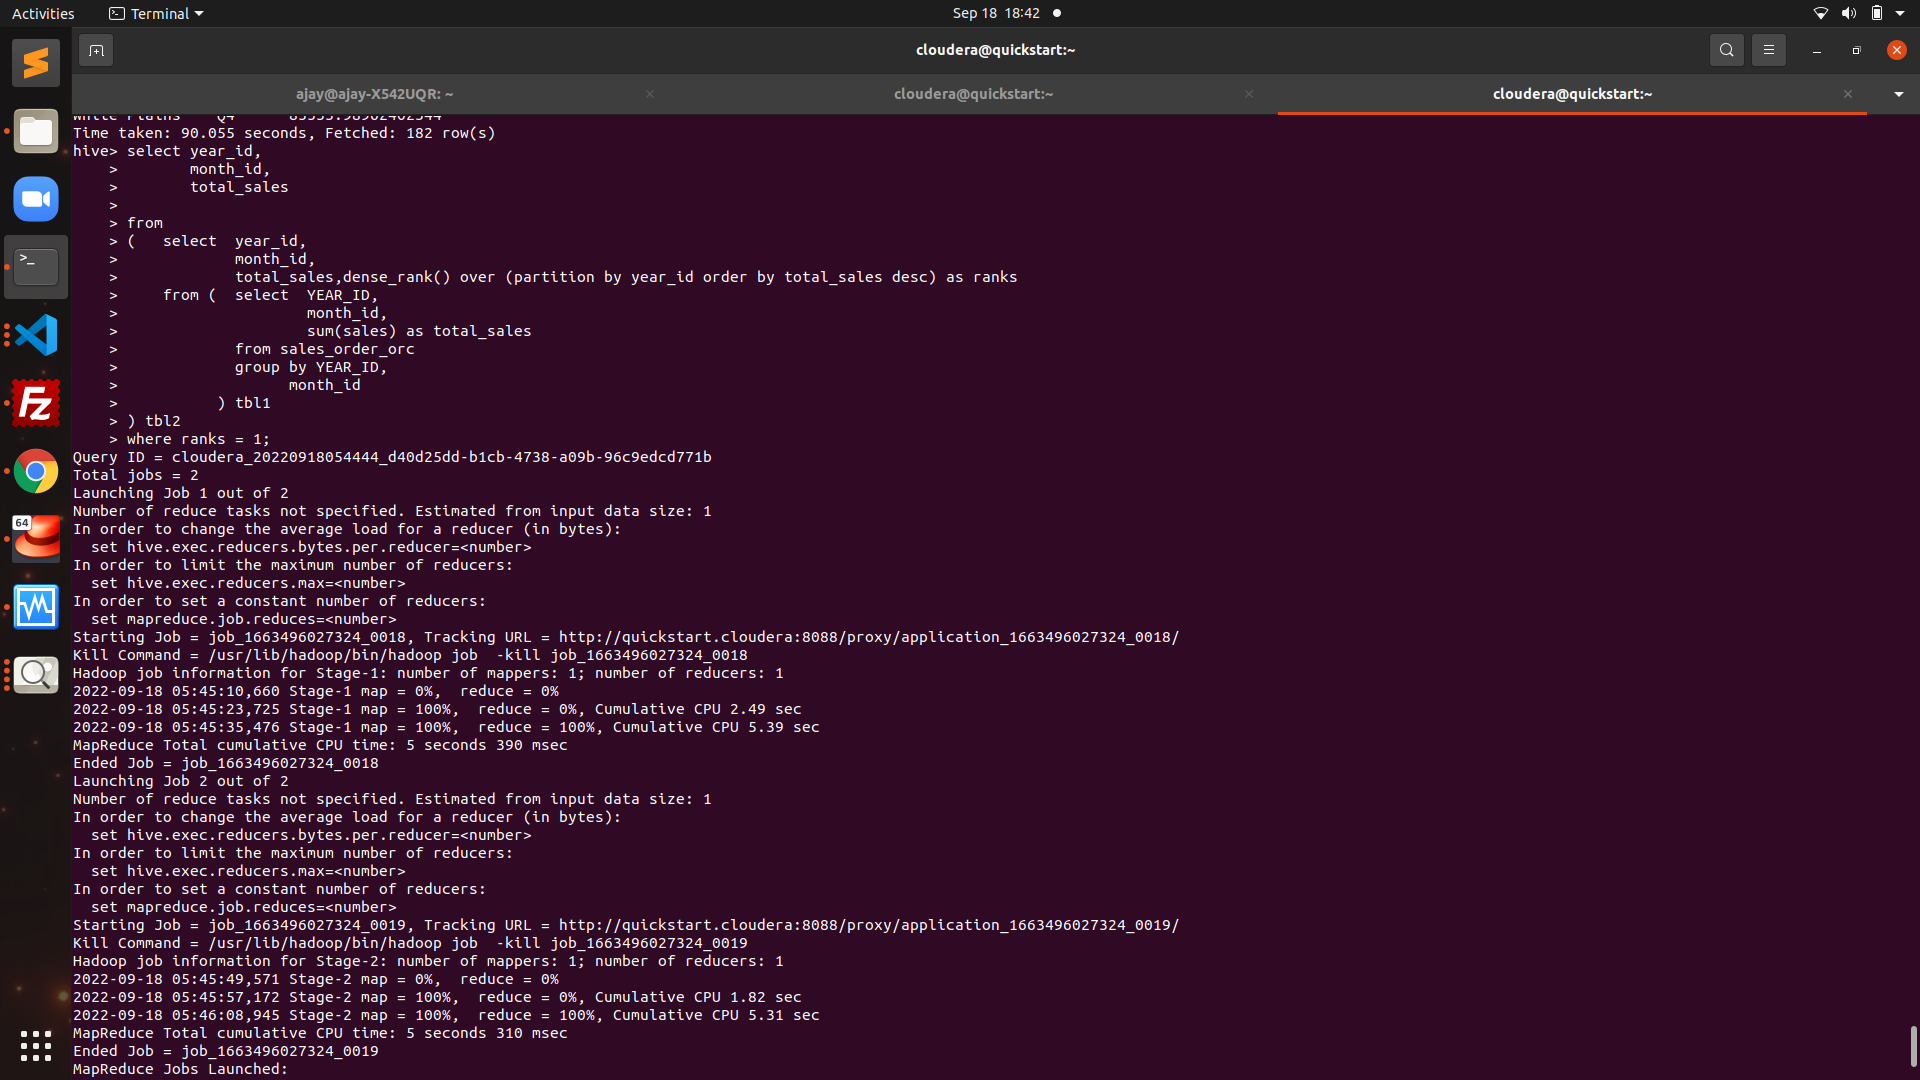 Activities
Terminal
Sep 18 18:42
cloudera@quickstart:~
ajay@ajay-X542UQR: ~
cloudera@quickstart:~
cloudera@quickstart:~
Time taken: 90.055 seconds, Fetched: 182 row(s)
hive> select year_id,
    >        month_id,
    >        total_sales
    >
    > from
    > (   select  year_id,
    >             month_id,
    >             total_sales,dense_rank() over (partition by year_id order by total_sales desc) as ranks
    >     from (  select  YEAR_ID,
    >                     month_id,
    >                     sum(sales) as total_sales
    >             from sales_order_orc
    >             group by YEAR_ID,
    >                   month_id
    >           ) tbl1
    > ) tbl2
    > where ranks = 1;
Query ID = cloudera_20220918054444_d40d25dd-b1cb-4738-a09b-96c9edcd771b
Total jobs = 2
Launching Job 1 out of 2
Number of reduce tasks not specified. Estimated from input data size: 1
In order to change the average load for a reducer (in bytes):
  set hive.exec.reducers.bytes.per.reducer=<number>
In order to limit the maximum number of reducers:
  set hive.exec.reducers.max=<number>
In order to set a constant number of reducers:
  set mapreduce.job.reduces=<number>
Starting Job = job_1663496027324_0018, Tracking URL = http://quickstart.cloudera:8088/proxy/application_1663496027324_0018/
Kill Command = /usr/lib/hadoop/bin/hadoop job  -kill job_1663496027324_0018
Hadoop job information for Stage-1: number of mappers: 1; number of reducers: 1
2022-09-18 05:45:10,660 Stage-1 map = 0%,  reduce = 0%
2022-09-18 05:45:23,725 Stage-1 map = 100%,  reduce = 0%, Cumulative CPU 2.49 sec
2022-09-18 05:45:35,476 Stage-1 map = 100%,  reduce = 100%, Cumulative CPU 5.39 sec
MapReduce Total cumulative CPU time: 5 seconds 390 msec
Ended Job = job_1663496027324_0018
Launching Job 2 out of 2
Number of reduce tasks not specified. Estimated from input data size: 1
In order to change the average load for a reducer (in bytes):
  set hive.exec.reducers.bytes.per.reducer=<number>
In order to limit the maximum number of reducers:
  set hive.exec.reducers.max=<number>
In order to set a constant number of reducers:
  set mapreduce.job.reduces=<number>
Starting Job = job_1663496027324_0019, Tracking URL = http://quickstart.cloudera:8088/proxy/application_1663496027324_0019/
Kill Command = /usr/lib/hadoop/bin/hadoop job  -kill job_1663496027324_0019
Hadoop job information for Stage-2: number of mappers: 1; number of reducers: 1
2022-09-18 05:45:49,571 Stage-2 map = 0%,  reduce = 0%
2022-09-18 05:45:57,172 Stage-2 map = 100%,  reduce = 0%, Cumulative CPU 1.82 sec
2022-09-18 05:46:08,945 Stage-2 map = 100%,  reduce = 100%, Cumulative CPU 5.31 sec
MapReduce Total cumulative CPU time: 5 seconds 310 msec
Ended Job = job_1663496027324_0019
MapReduce Jobs Launched:
64